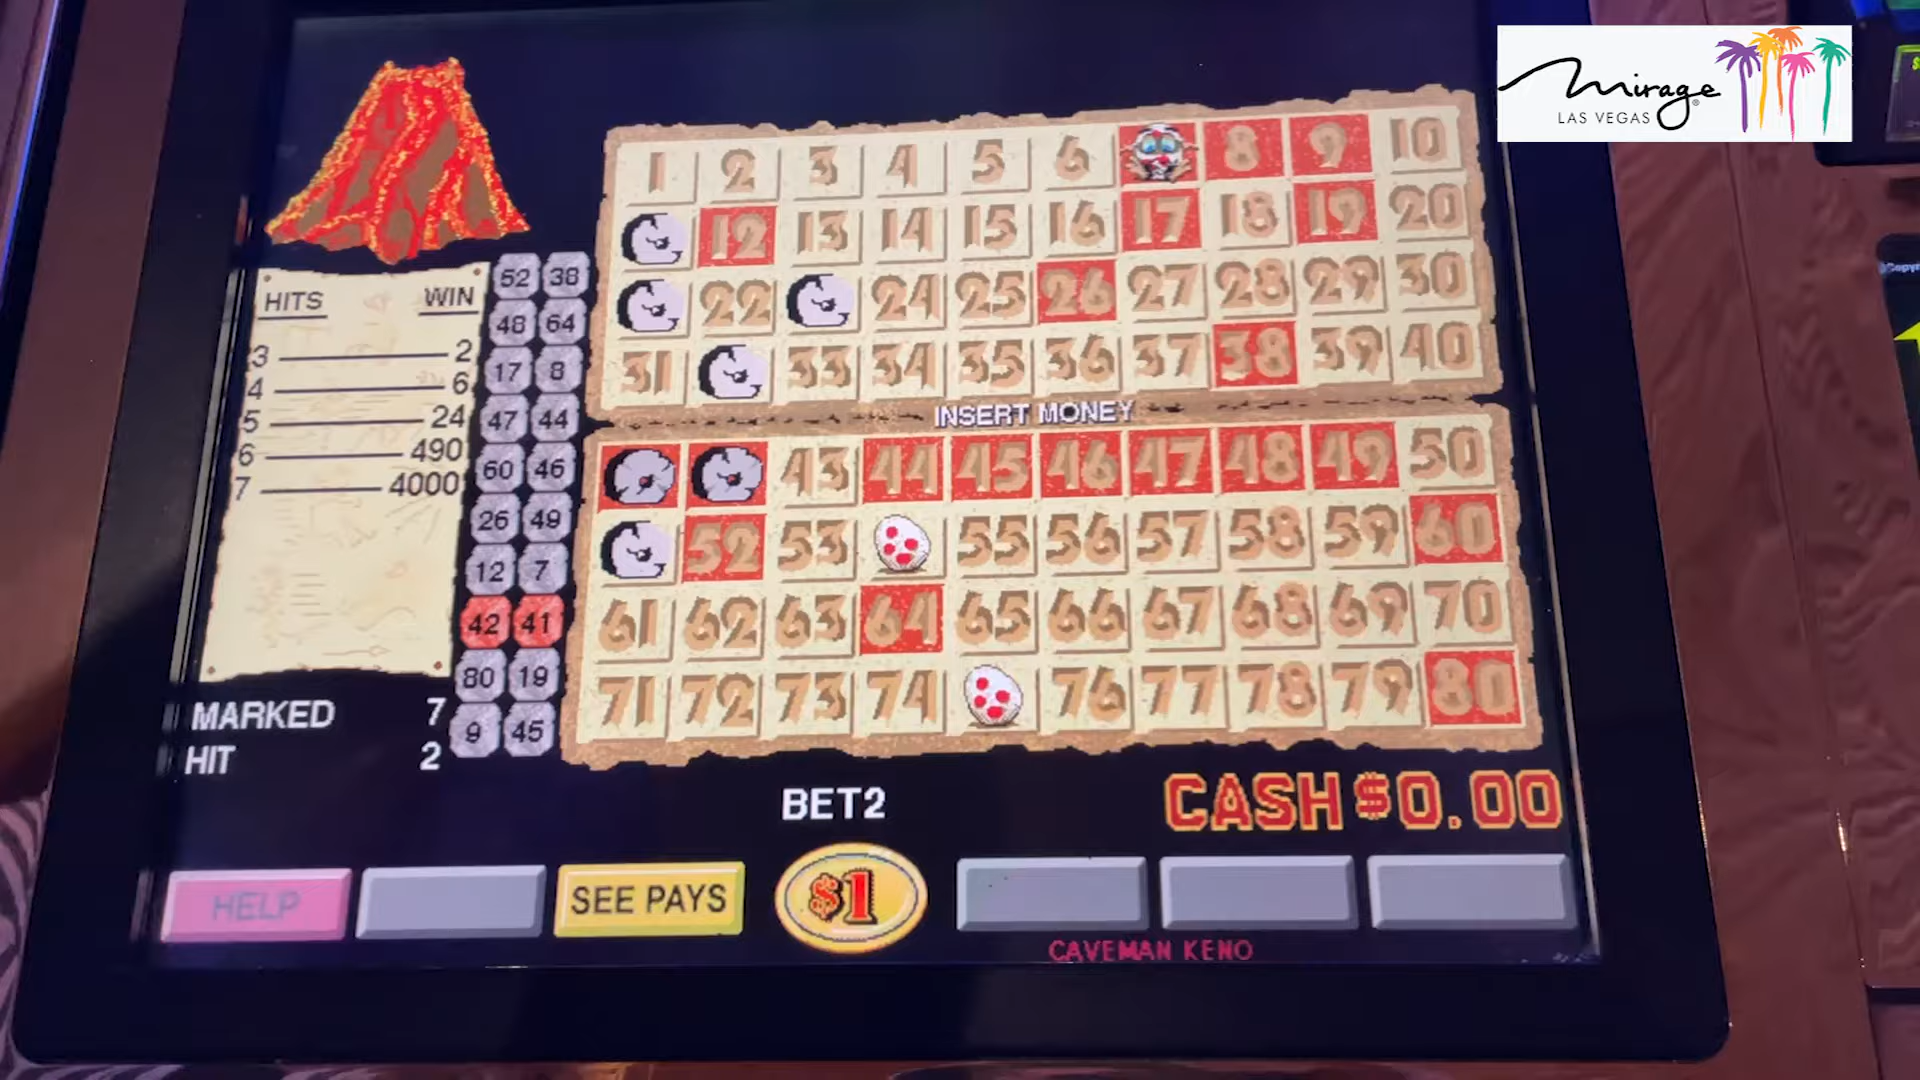 Mirage
LAS VEGAS
HITS WIN
3 2
4 6
5 24
6 490
7 4000
52 38
48 64
17 8
47 44
60 46
26 49
12 7
42 41
80 19
9 45
MARKED 7
HIT 2
1 2 3 4 5 6 8 9 10
12 13 14 15 16 17 18 19 20
22 24 25 26 27 28 29 30
31 33 34 35 36 37 38 39 40
INSERT MONEY
43 44 45 46 47 48 49 50
52 53 55 56 57 58 59 60
61 62 63 64 65 66 67 68 69 70
71 72 73 74 76 77 78 79 80
BET2
CASH $0.00
HELP
SEE PAYS
$1
CAVEMAN KENO